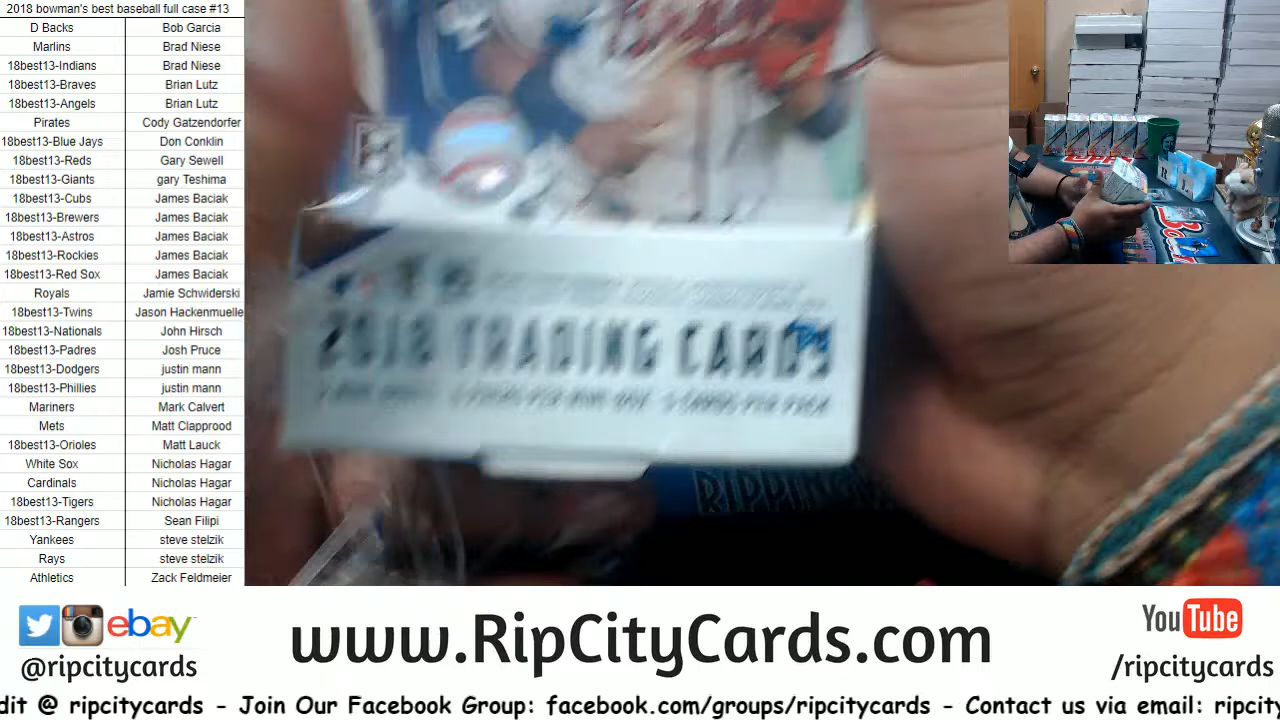 2018 bowman's best baseball full case #13
D Backs Bob Garcia
Marlins Brad Niese
18best13-Indians Brad Niese
18best13-Braves Brian Lutz
18best13-Angels Brian Lutz
Pirates Cody Gatzendorfer
18best13-Blue Jays Don Conklin
18best13-Reds Gary Sewell
18best13-Giants gary Teshima
18best13-Cubs James Baciak
18best13-Brewers James Baciak
18best13-Astros James Baciak
18best13-Rockies James Baciak
18best13-Red Sox James Baciak
Royals Jamie Schwiderski
18best13-Twins Jason Hackenmuelle
18best13-Nationals John Hirsch
18best13-Padres Josh Pruce
18best13-Dodgers justin mann
18best13-Phillies justin mann
Mariners Mark Calvert
Mets Matt Clapprood
18best13-Orioles Matt Lauck
White Sox Nicholas Hagar
Cardinals Nicholas Hagar
18best13-Tigers Nicholas Hagar
18best13-Rangers Sean Filipi
Yankees steve stelzik
Rays steve stelzik
Athletics Zack Feldmeier
2018 TRADING CARDS
RIPPING
ebay
@ripcitycards
www.RipCityCards.com
YouTube
/ripcitycards
dit @ ripcitycards - Join Our Facebook Group: facebook.com/groups/ripcitycards - Contact us via email: ripcity